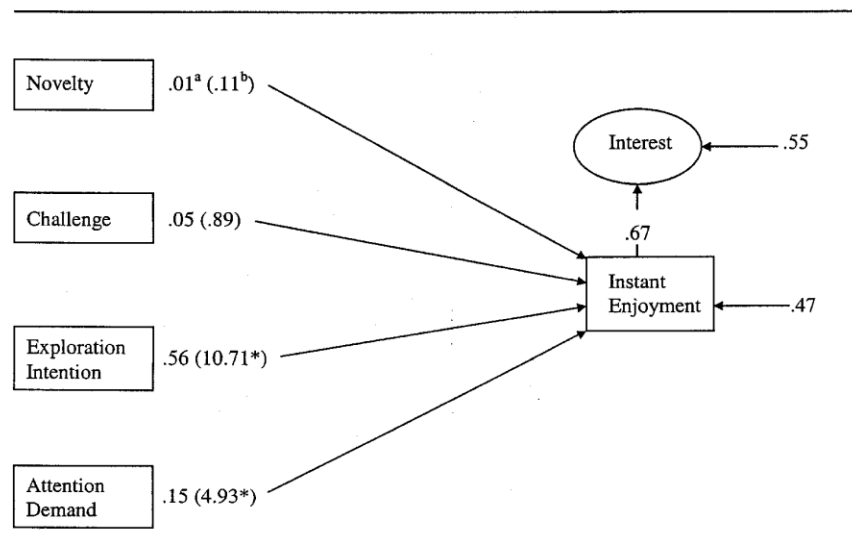 Novelty
.01ᵃ (.11ᵇ)
Interest
.55
Challenge
.05 (.89)
.67
Instant
Enjoyment
.47
Exploration
Intention
.56 (10.71*)
Attention
Demand
.15 (4.93*)